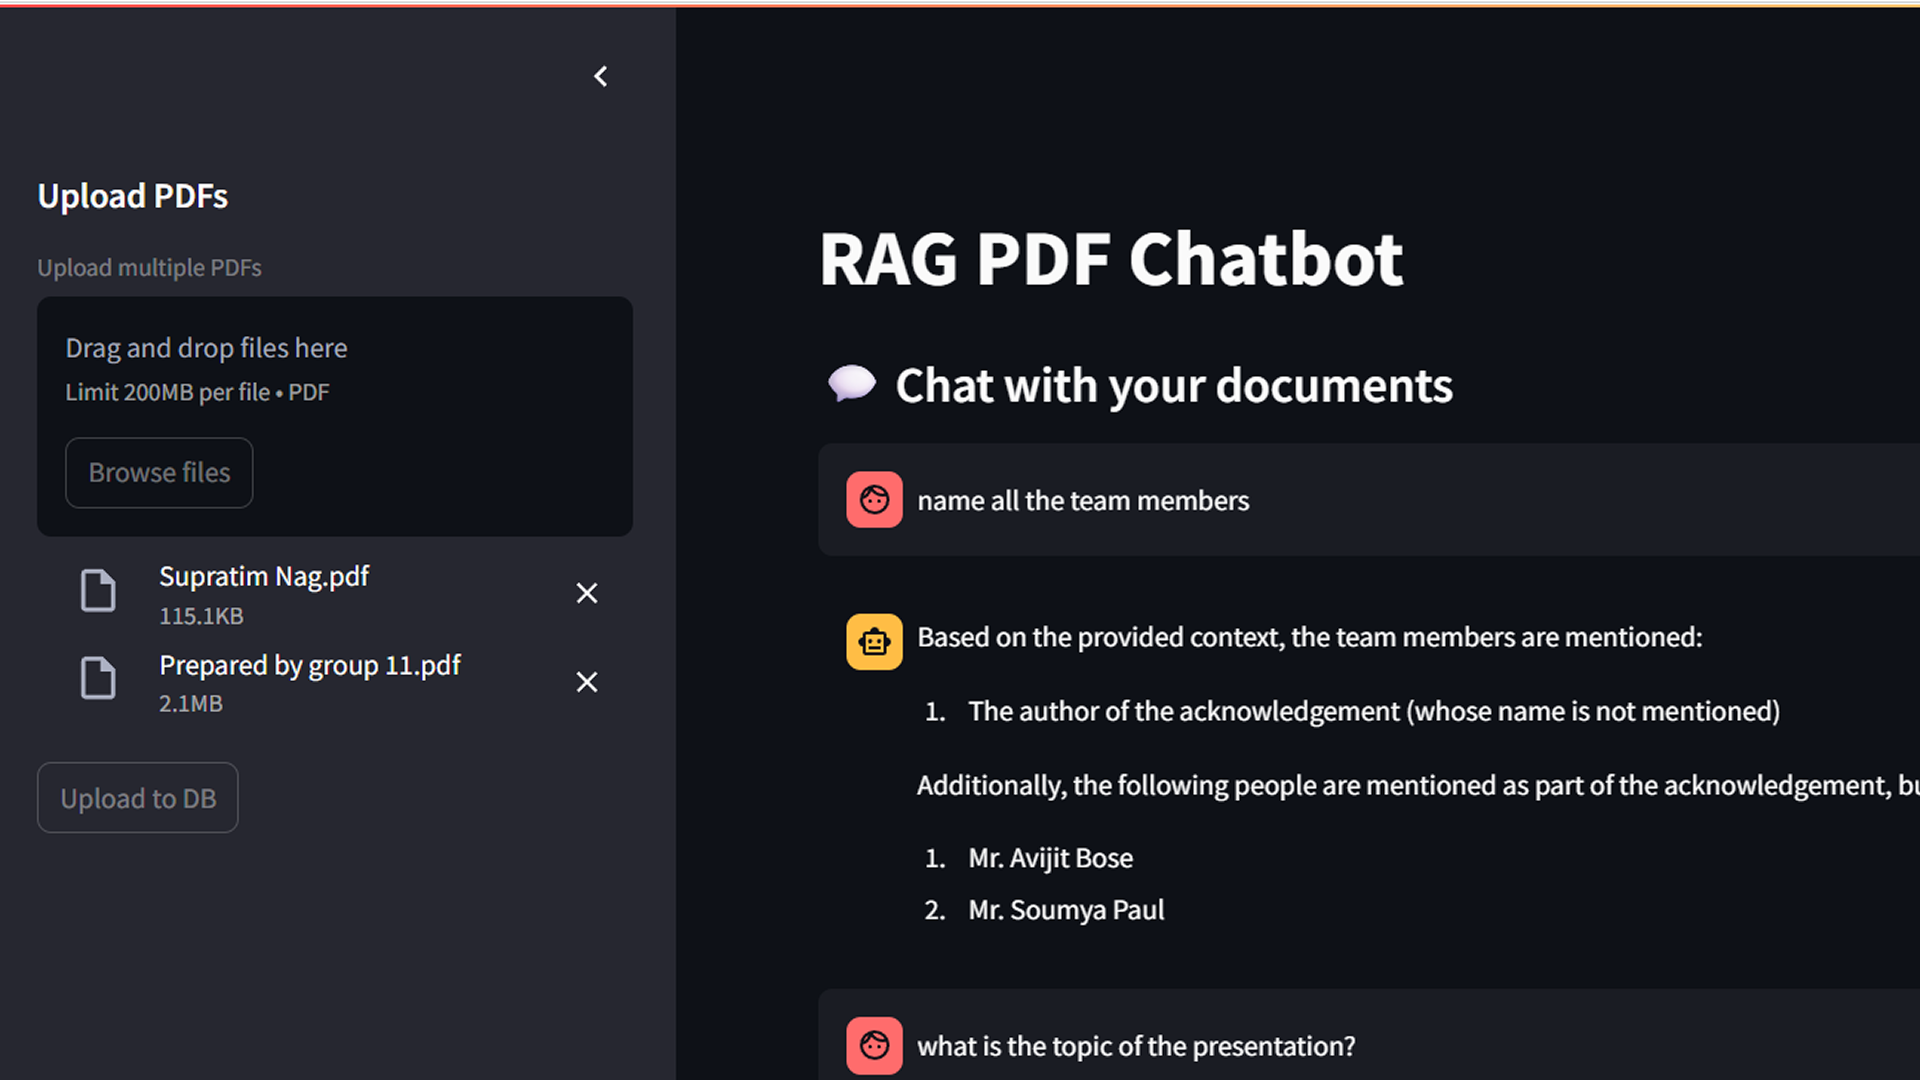 Upload PDFs
Upload multiple PDFs
Drag and drop files here
Limit 200MB per file • PDF
Browse files
Supratim Nag.pdf
115.1KB
Prepared by group 11.pdf
2.1MB
Upload to DB
RAG PDF Chatbot
Chat with your documents
name all the team members
Based on the provided context, the team members are mentioned:
1. The author of the acknowledgement (whose name is not mentioned)
Additionally, the following people are mentioned as part of the acknowledgement,
1. Mr. Avijit Bose
2. Mr. Soumya Paul
what is the topic of the presentation?